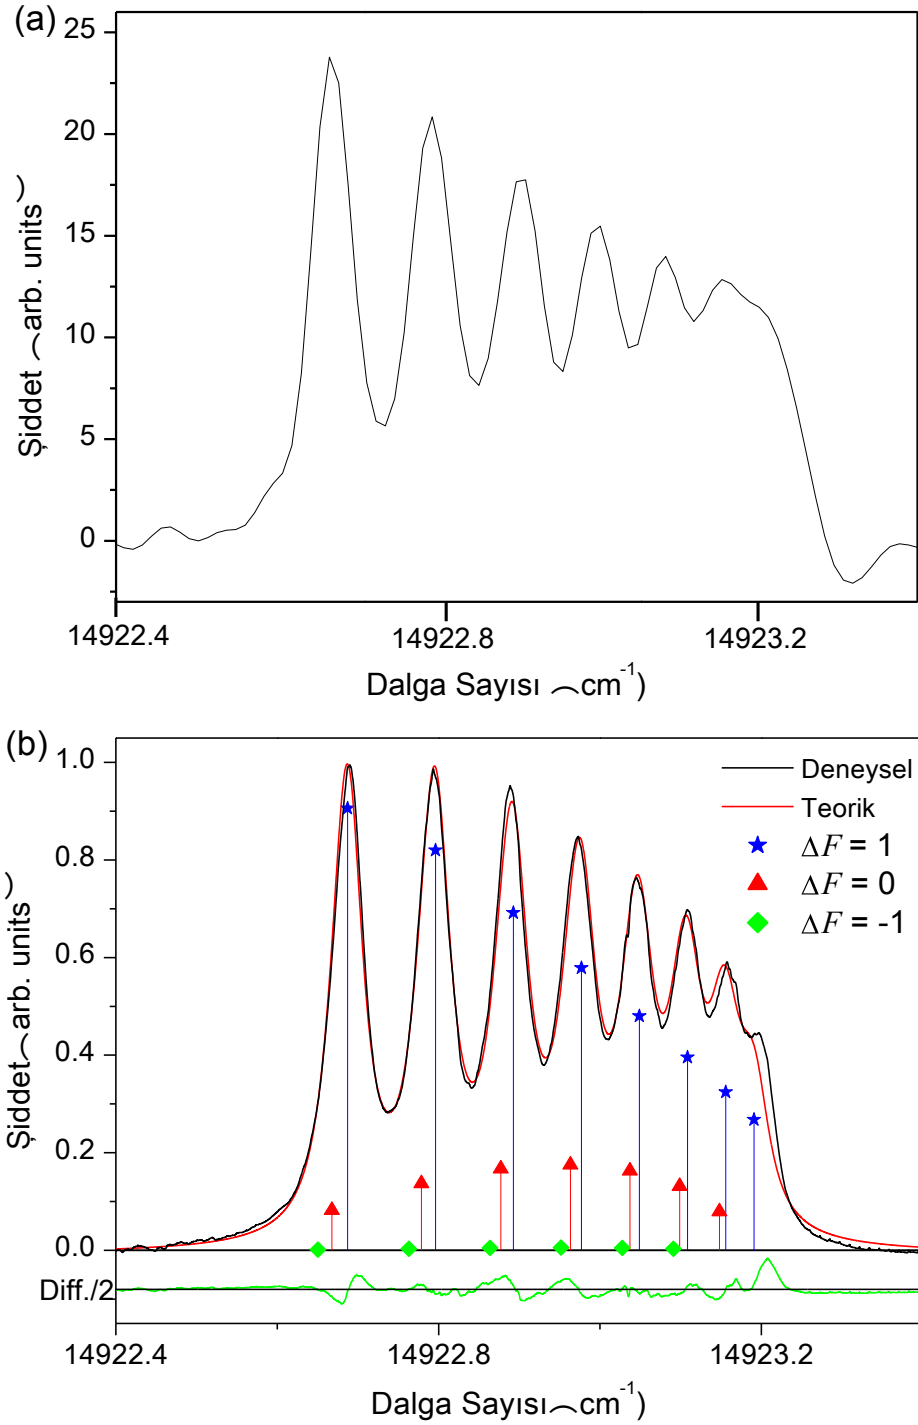 (a)
25
20
15
10
5
0
Şiddet (arb. units)
14922.4 14922.8 14923.2
Dalga Sayısı (cm⁻¹)
(b)
1.0
0.8
0.6
0.4
0.2
0.0
Diff./2
Şiddet(arb. units)
Deneysel
Teorik
ΔF = 1
ΔF = 0
ΔF = -1
14922.4 14922.8 14923.2
Dalga Sayısı(cm⁻¹)